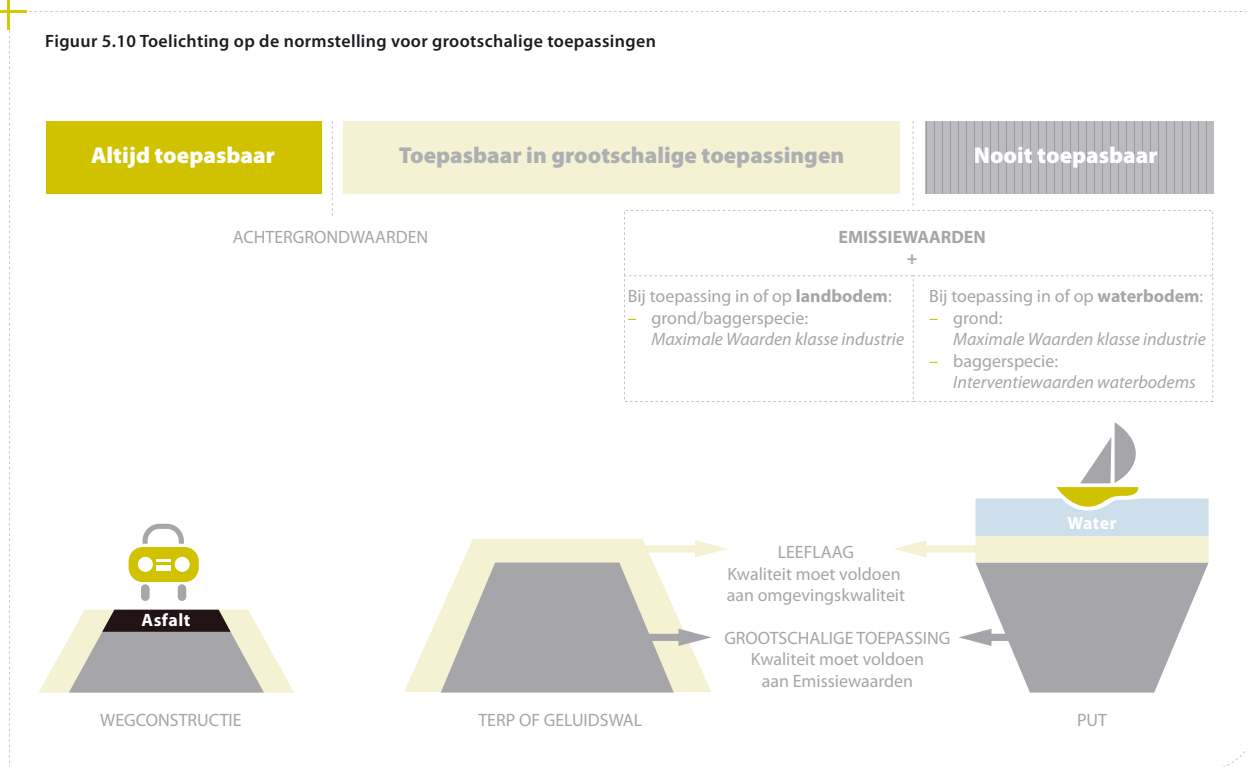 Figuur 5.10 Toelichting op de normstelling voor grootschalige toepassingen
Altijd toepasbaar
Toepasbaar in grootschalige toepassingen
Nooit toepasbaar
ACHTERGRONDWAARDEN
EMISSIEWAARDEN
+
Bij toepassing in of op landbodem:
– grond/baggerspecie:
Maximale Waarden klasse industrie
Bij toepassing in of op waterbodem:
– grond:
Maximale Waarden klasse industrie
– baggerspecie:
Interventiewaarden waterbodems
Water
LEEFLAAG
Kwaliteit moet voldoen
aan omgevingskwaliteit
Asfalt
GROOTSCHALIGE TOEPASSING
Kwaliteit moet voldoen
aan Emissiewaarden
WEGCONSTRUCTIE
TERP OF GELUIDSWAL
PUT